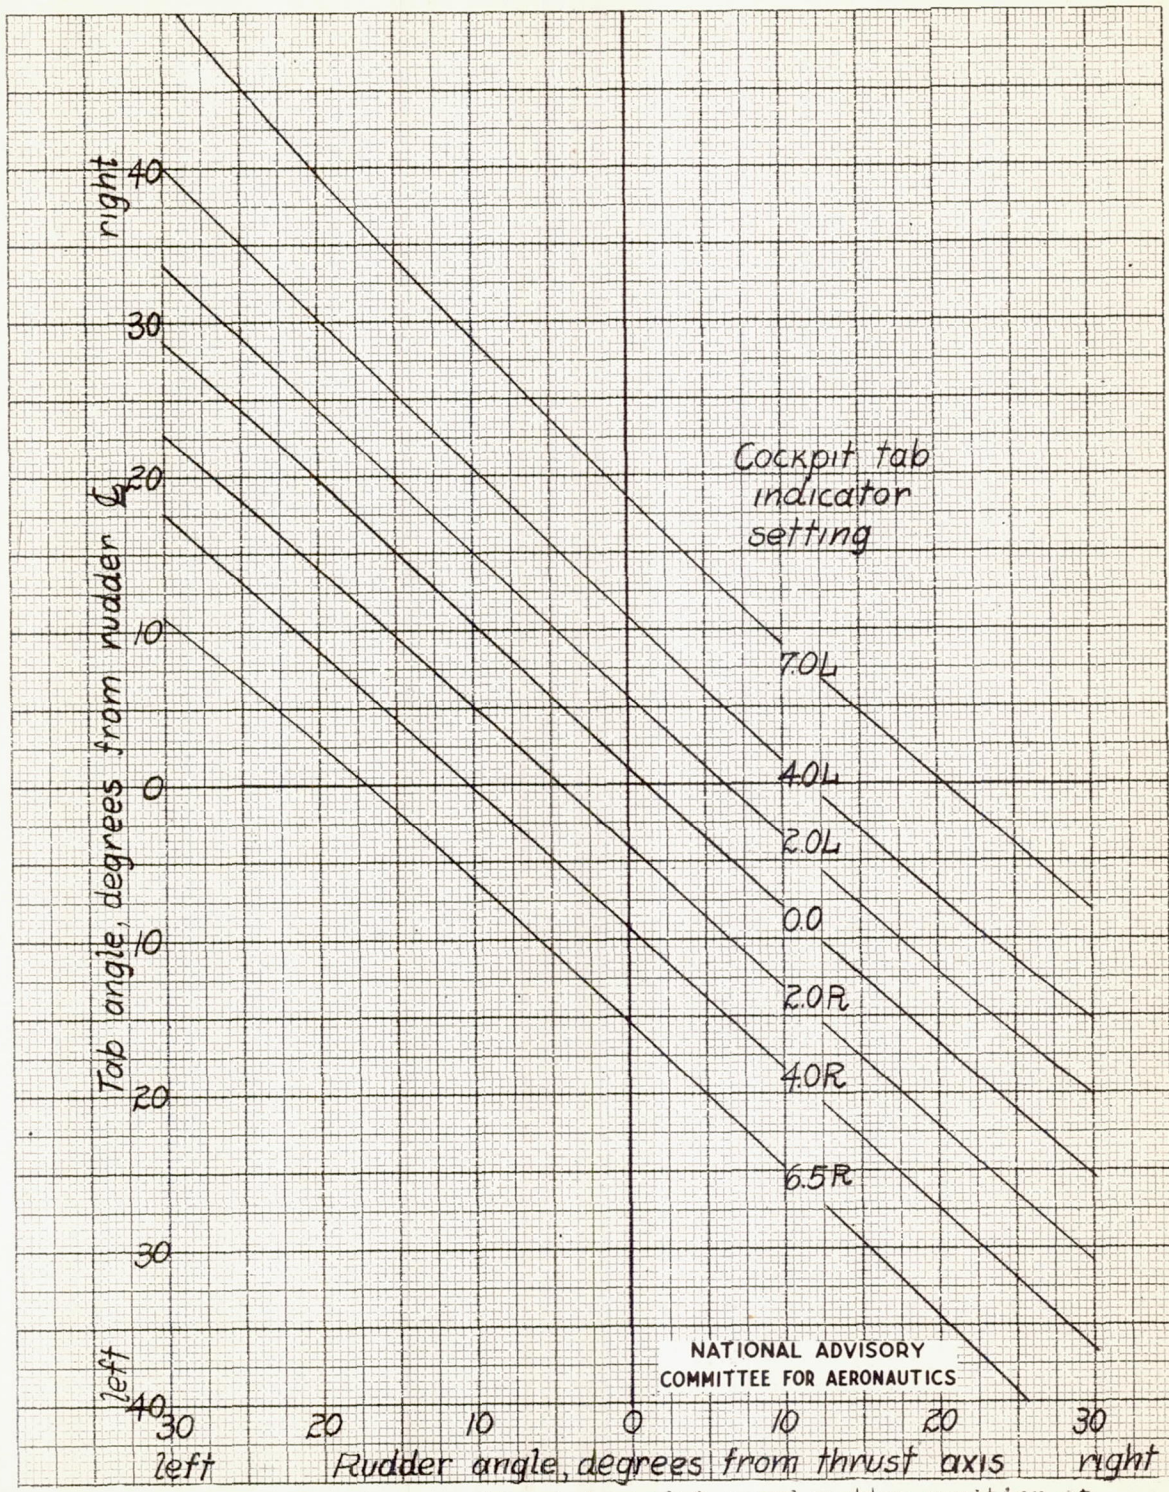 right
40
30
20
10
0
10
20
30
40
left
Tab angle, degrees from rudder ℄
Cockpit tab
indicator
setting
7.0L
4.0L
2.0L
0.0
2.0R
4.0R
6.5R
NATIONAL ADVISORY
COMMITTEE FOR AERONAUTICS
30 20 10 0 10 20 30
left Rudder angle, degrees from thrust axis right